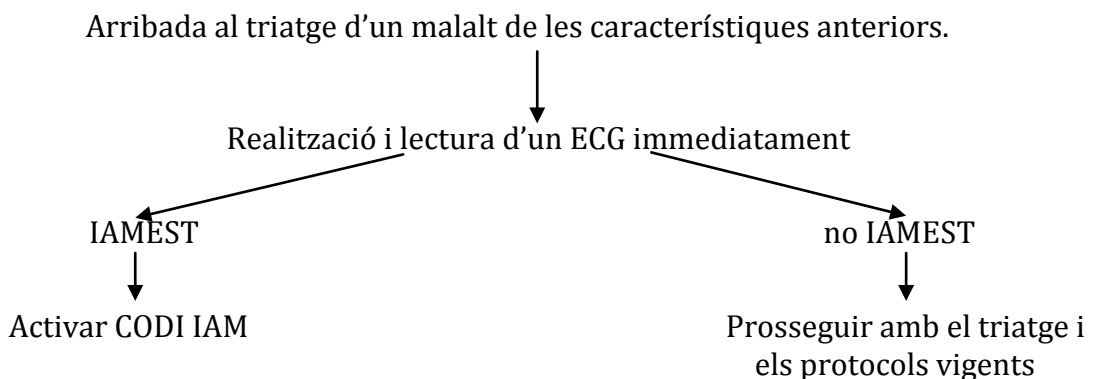 Arribada al triatge d’un malalt de les característiques anteriors.
Realització i lectura d’un ECG immediatament
IAMEST
no IAMEST
Activar CODI IAM
Prosseguir amb el triatge i
els protocols vigents